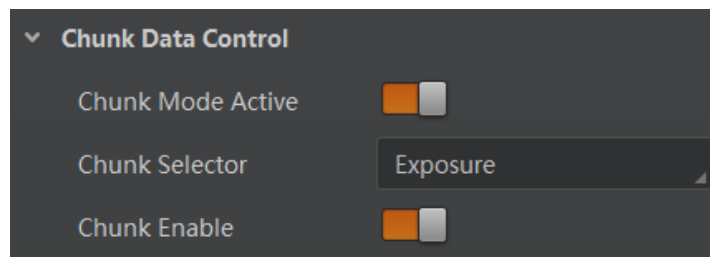 Chunk Data Control
Chunk Mode Active
Chunk Selector Exposure
Chunk Enable